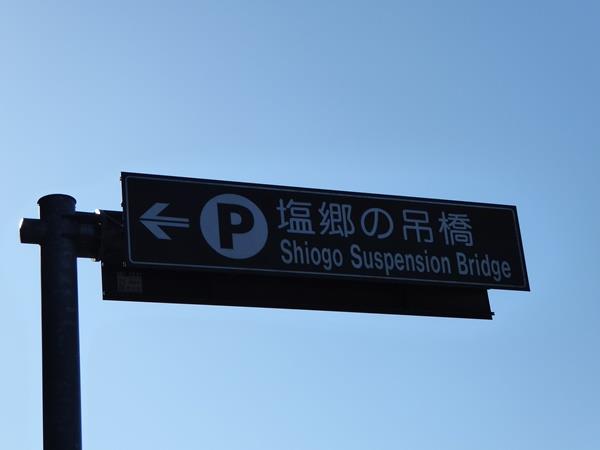 P 塩郷の吊橋
Shiogo Suspension Bridge